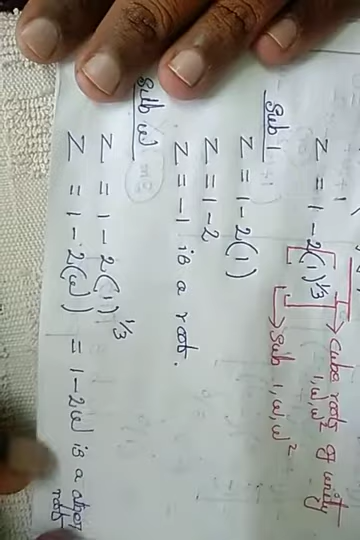 Z = 1 - 2(1)^1/3 → Cube roots of unity
1, ω, ω²
→ Sub 1, ω, ω²
Sub 1
Z = 1 - 2(1)
Z = 1 - 2
Z = -1 is a root.
Sub ω
Z = 1 - 2(1)^1/3
Z = 1 - 2(ω) = 1 - 2ω is a
root